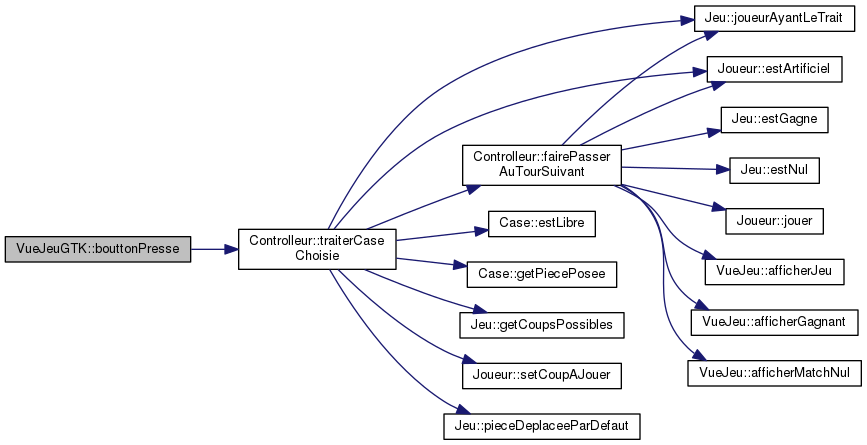 VueJeuGTK::bouttonPresse
Controlleur::traiterCase
Choisie
Controlleur::fairePasser
AuTourSuivant
Case::estLibre
Case::getPiecePosee
Jeu::getCoupsPossibles
Joueur::setCoupAJouer
Jeu::pieceDeplaceeParDefaut
Jeu::joueurAyantLeTrait
Joueur::estArtificiel
Jeu::estGagne
Jeu::estNul
Joueur::jouer
VueJeu::afficherJeu
VueJeu::afficherGagnant
VueJeu::afficherMatchNul